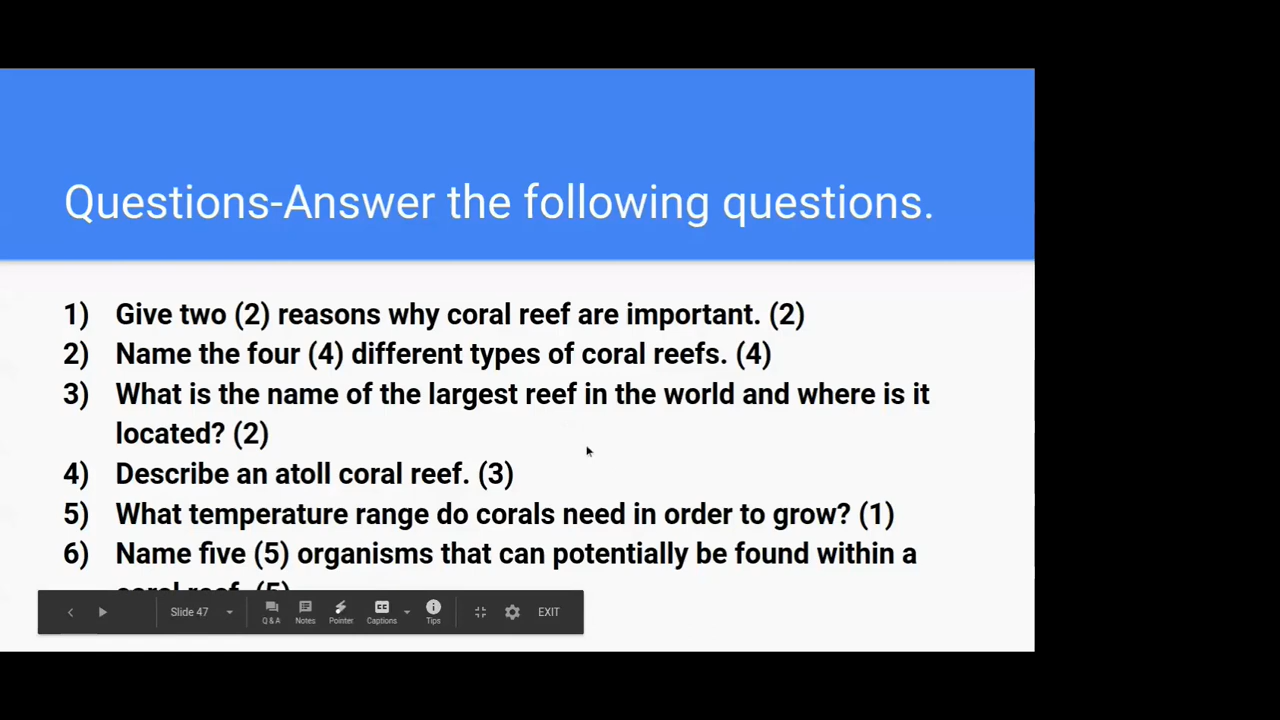 Questions-Answer the following questions.
1) Give two (2) reasons why coral reef are important. (2)
2) Name the four (4) different types of coral reefs. (4)
3) What is the name of the largest reef in the world and where is it
located? (2)
4) Describe an atoll coral reef. (3)
5) What temperature range do corals need in order to grow? (1)
6) Name five (5) organisms that can potentially be found within a
coral reef. (5)
Slide 47 Q & A Notes Pointer Captions Tips EXIT